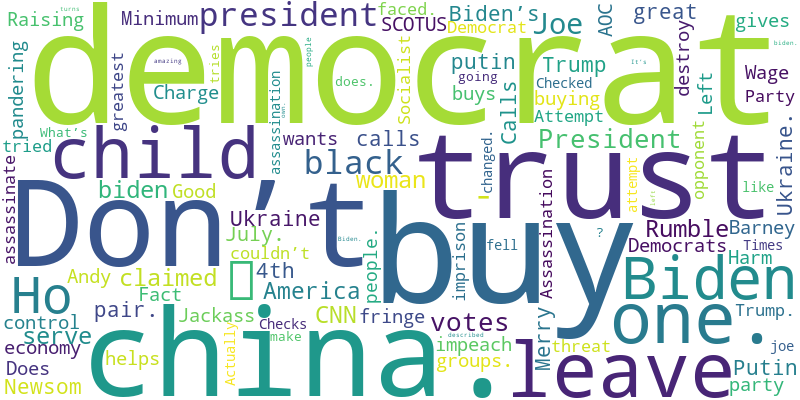 Raising
Minimum
president
faced.
SCOTUS
Biden’s
Democrat
Joe
AOC
great
gives
turns
democrat
pandering
greatest
amazing
Charge
tries
people
does.
Socialist
putin
going
buys
Trump
Checked
buying
Attempt
It's
destroy
Left
biden.
Wage
Party
What’s
tried
child
assassination
own.
wants
calls
Calls
President
trust
opponent
Ukraine.
assassinate
biden
Good
black
woman
changed.
attempt
left
like
Don’t
Ukraine
July.
Biden.
couldn’t
people.
buy
imprison
fell
Assassination
?
Rumble
Barney
Democrats
Times
Harm
Ho
Andy
claimed
Fact
4th
America
Biden
pair.
control
serve
Jackass
Checks
make
CNN
fringe
votes
Merry
one.
Trump.
joe
economy
Does
Newsom
helps
china.
Actually
described
impeach
groups.
leave
threat
Putin
party